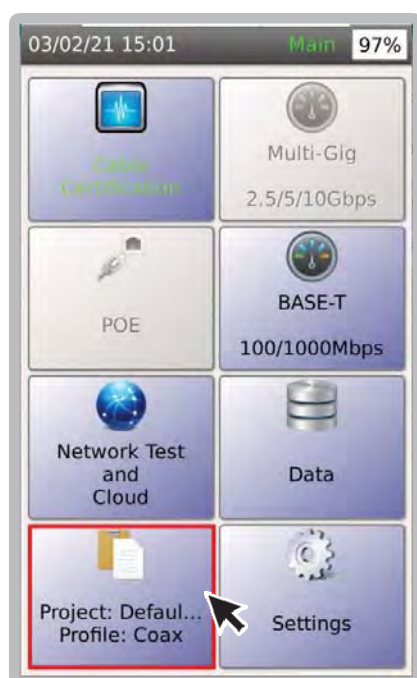 03/02/21 15:01 Main 97%
Cable
Certification
Multi-Gig
2.5/5/10Gbps
POE
BASE-T
100/1000Mbps
Network Test
and
Cloud
Data
Project: Defaul...
Profile: Coax
Settings